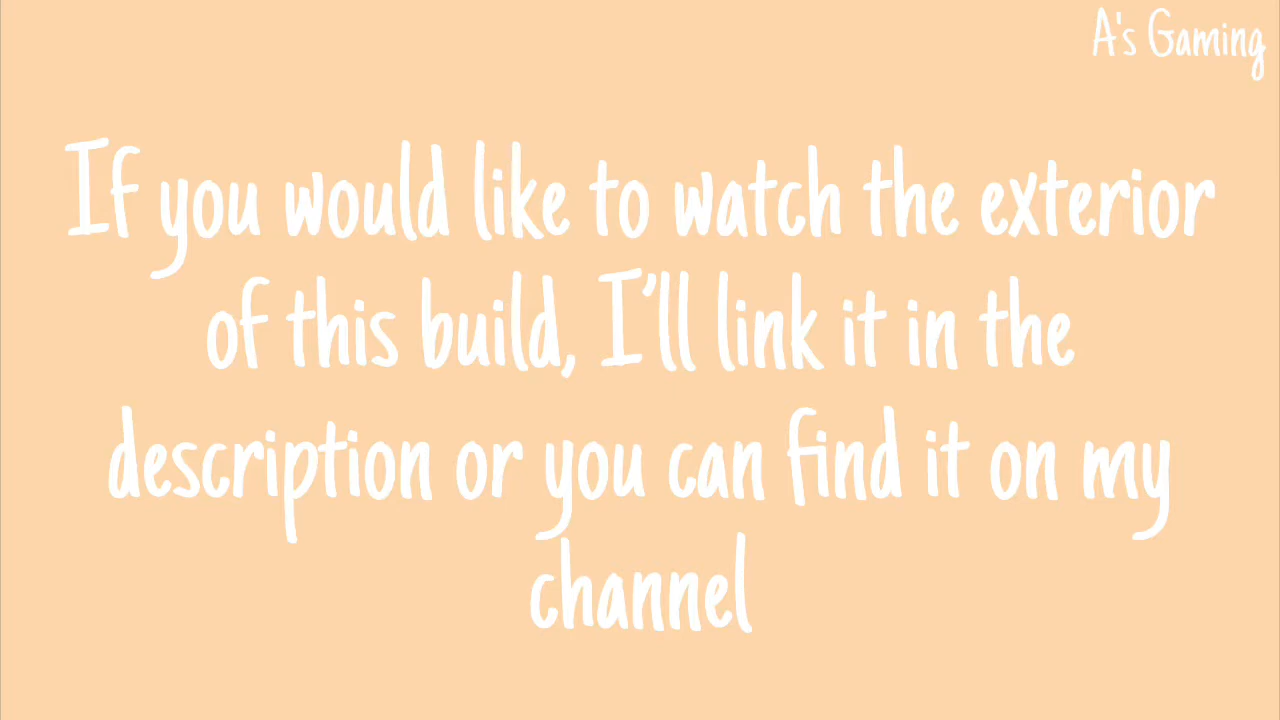 A's Gaming
If you would like to watch the exterior
of this build, I'll link it in the
description or you can find it on my
channel